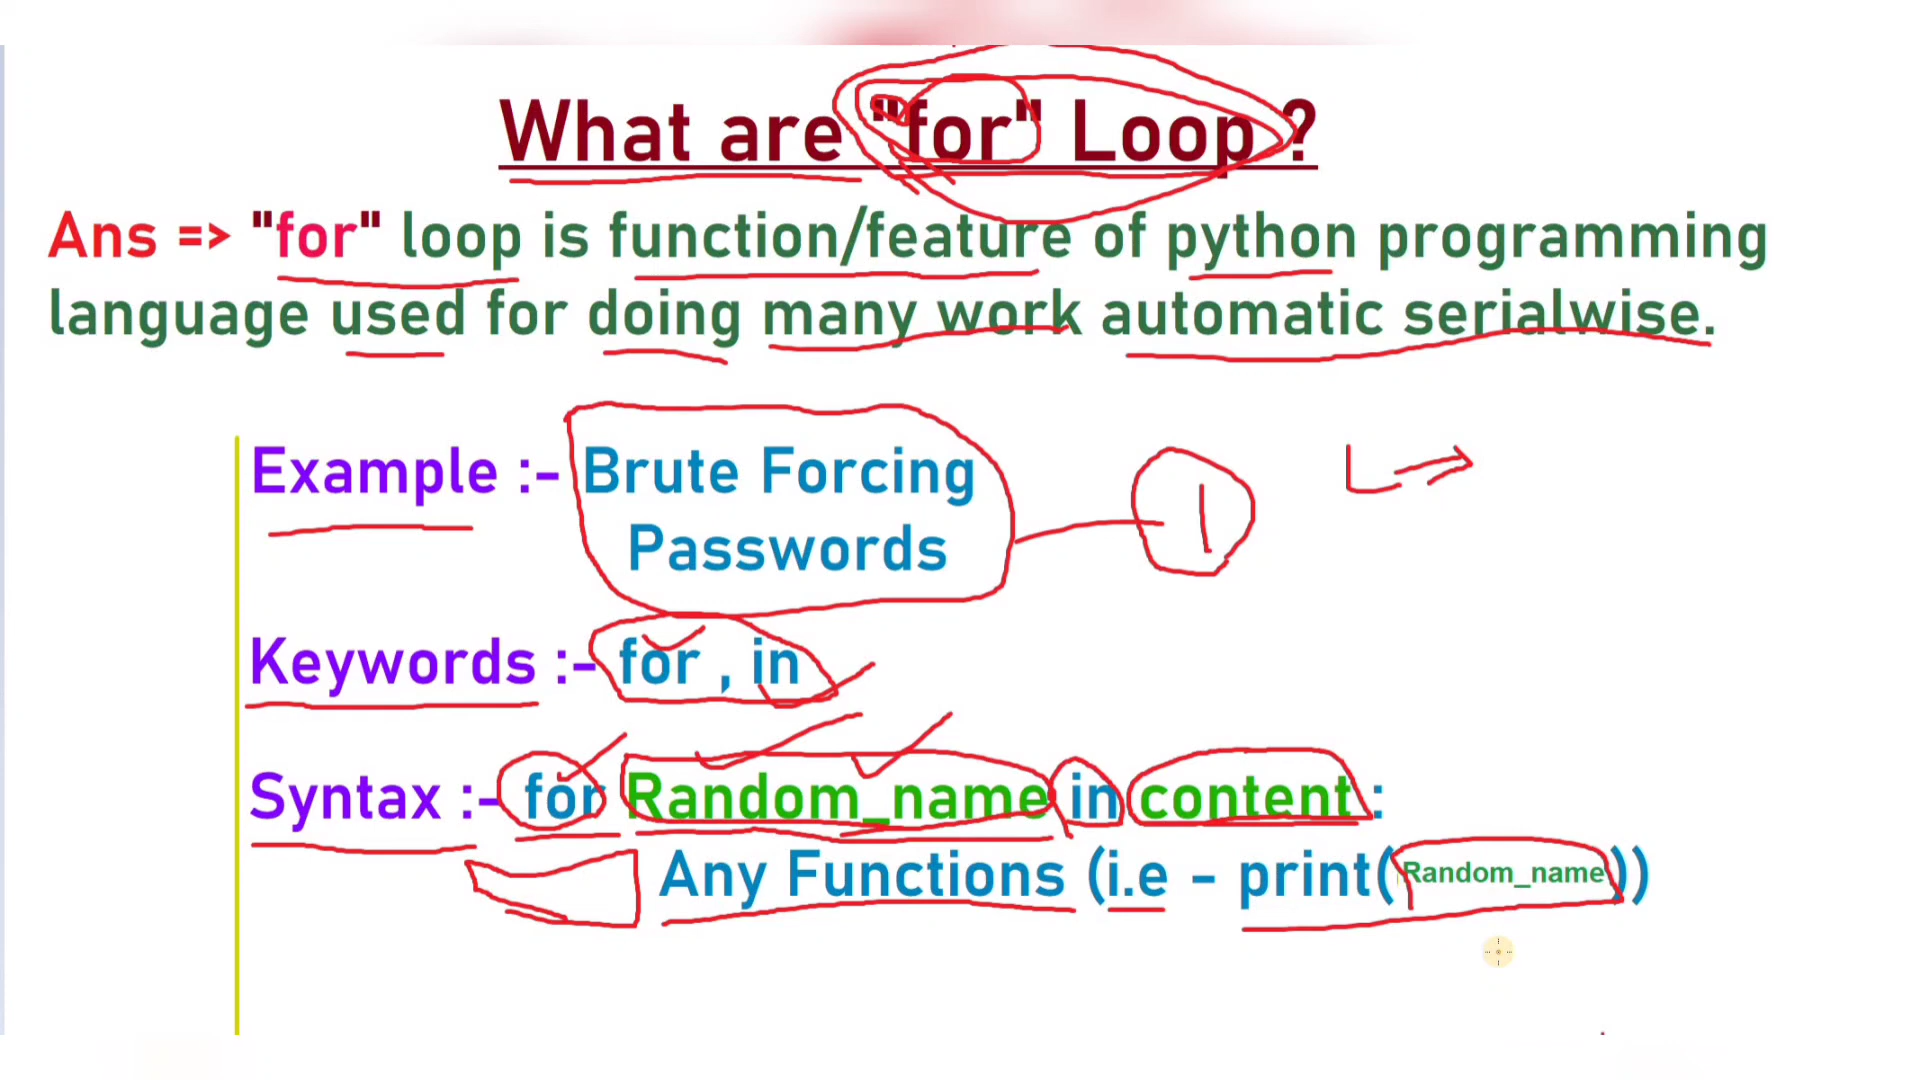 What are "for" Loop ?
Ans => "for" loop is function/feature of python programming
language used for doing many work automatic serialwise.
Example :- Brute Forcing
Passwords
1
Keywords :- for , in
Syntax :- for Random_name in content :
Any Functions (i.e - print(Random_name))